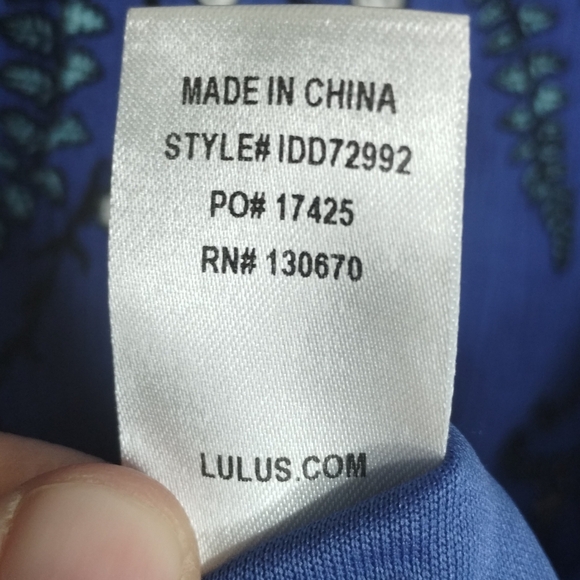 MADE IN CHINA
STYLE# IDD72992
PO# 17425
RN# 130670
LULUS.COM